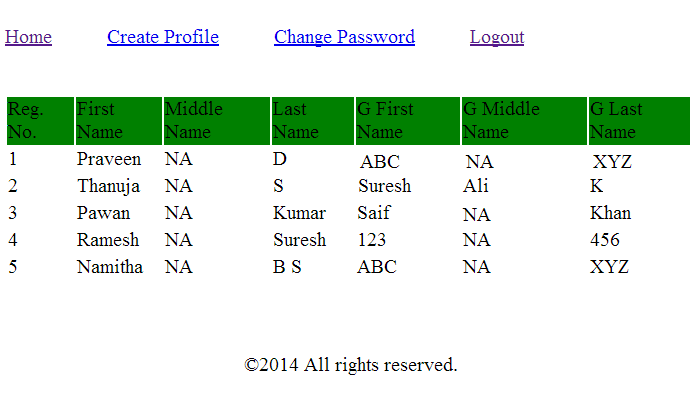 Home Create Profile Change Password Logout
Reg. No. First Name Middle Name Last Name G First Name G Middle Name G Last Name
1 Praveen NA D ABC NA XYZ
2 Thanuja NA S Suresh Ali K
3 Pawan NA Kumar Saif NA Khan
4 Ramesh NA Suresh 123 NA 456
5 Namitha NA B S ABC NA XYZ
©2014 All rights reserved.